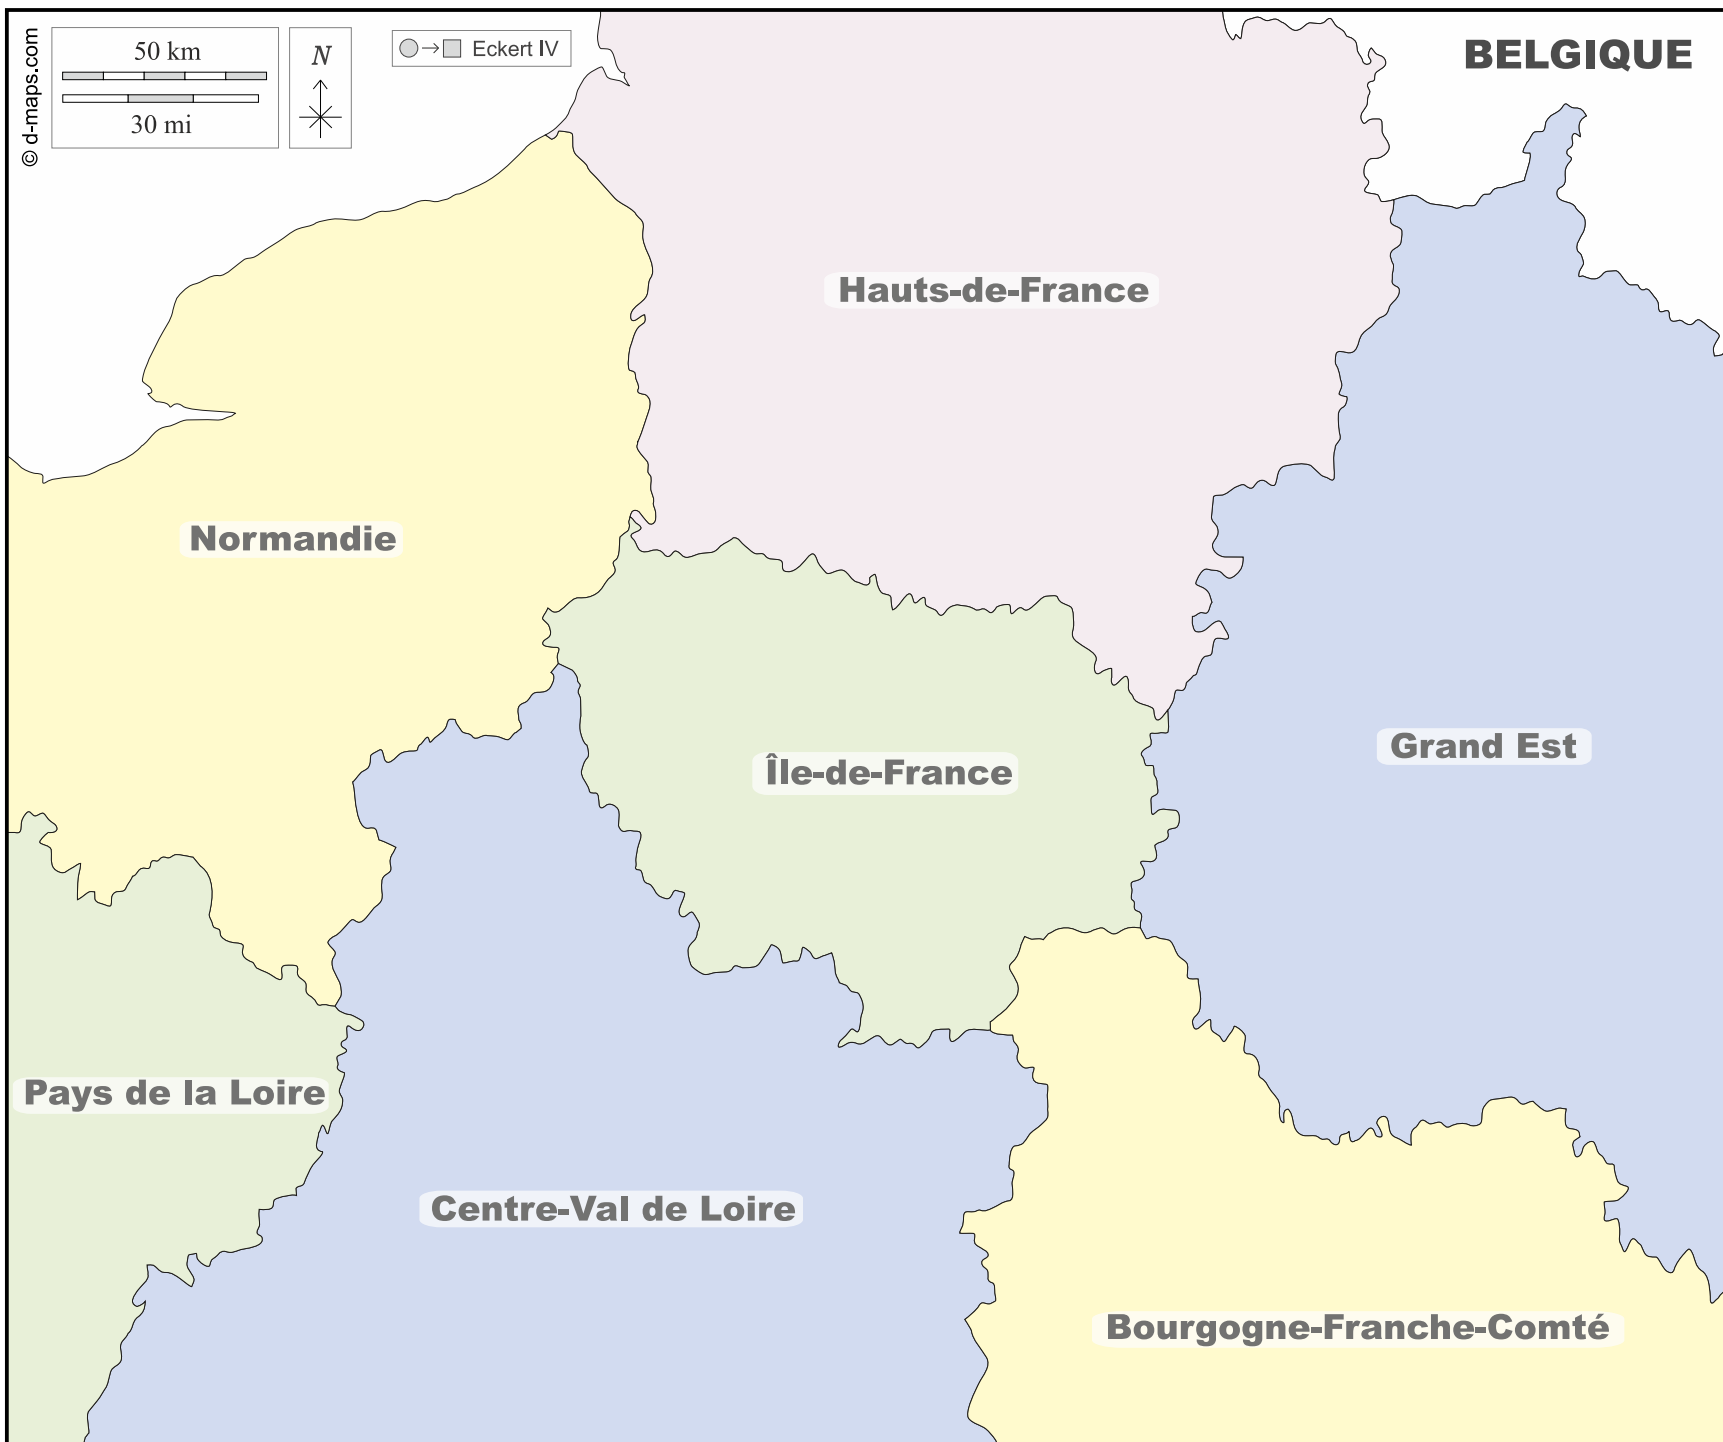 © d-maps.com
50 km
30 mi
N
Eckert IV
BELGIQUE
Hauts-de-France
Normandie
Grand Est
Île-de-France
Pays de la Loire
Centre-Val de Loire
Bourgogne-Franche-Comté